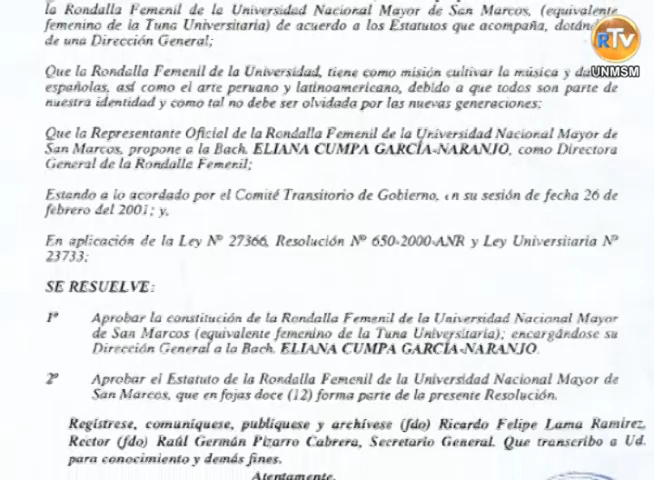 la Rondalla Femenil de la Universidad Nacional Mayor de San Marcos, (equivalente
femenino de la Tuna Universitaria) de acuerdo a los Estatutos que acompaña,
de una Dirección General;
Que la Rondalla Femenil de la Universidad, tiene como misión cultivar la música y
españolas, así como el arte peruano y latinoamericano, debido a que todos son parte de
nuestra identidad y como tal no debe ser olvidada por las nuevas generaciones;
Que la Representante Oficial de la Rondalla Femenil de la Universidad Nacional Mayor de
San Marcos, propone a la Bach. ELIANA CUMPA GARCÍA-NARANJO, como Directora
General de la Rondalla Femenil;
Estando a lo acordado por el Comité Transitorio de Gobierno, en su sesión de fecha 26 de
febrero del 2001; y,
En aplicación de la Ley Nº 27366, Resolución Nº 650-2000-ANR y Ley Universitaria Nº
23733;
SE RESUELVE:
1º Aprobar la constitución de la Rondalla Femenil de la Universidad Nacional Mayor
de San Marcos (equivalente femenino de la Tuna Universitaria); encargándose su
Dirección General a la Bach. ELIANA CUMPA GARCÍA-NARANJO.
2º Aprobar el Estatuto de la Rondalla Femenil de la Universidad Nacional Mayor de
San Marcos, que en fojas doce (12) forma parte de la presente Resolución.
Regístrese, comuníquese, publíquese y archívese (fdo) Ricardo Felipe Lama Ramírez,
Rector (fdo) Raúl Germán Pizarro Cabrera, Secretario General. Que transcribo a Ud.
para conocimiento y demás fines.
Atentamente,
RTV
UNMSM